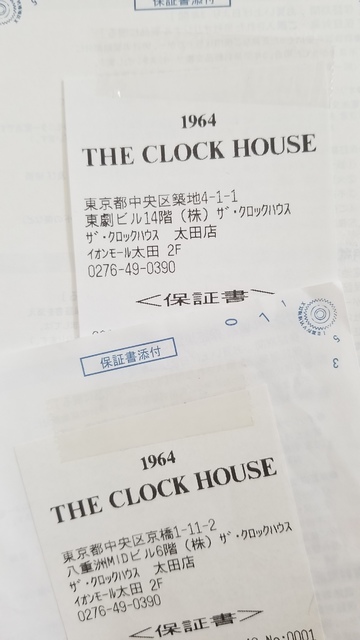 保証書添付
1964
THE CLOCK HOUSE
東京都中央区築地4-1-1
東劇ビル14階（株）ザ・クロックハウス
ザ・クロックハウス 太田店
イオンモール太田 2F
0276-49-0390
＜保証書＞
保証書添付
1964
THE CLOCK HOUSE
東京都中央区京橋1-11-2
八重洲MIDビル6階（株）ザ・クロックハウス
ザ・クロックハウス 太田店
イオンモール太田 2F
0276-49-0390
＜保証書＞
No:0001